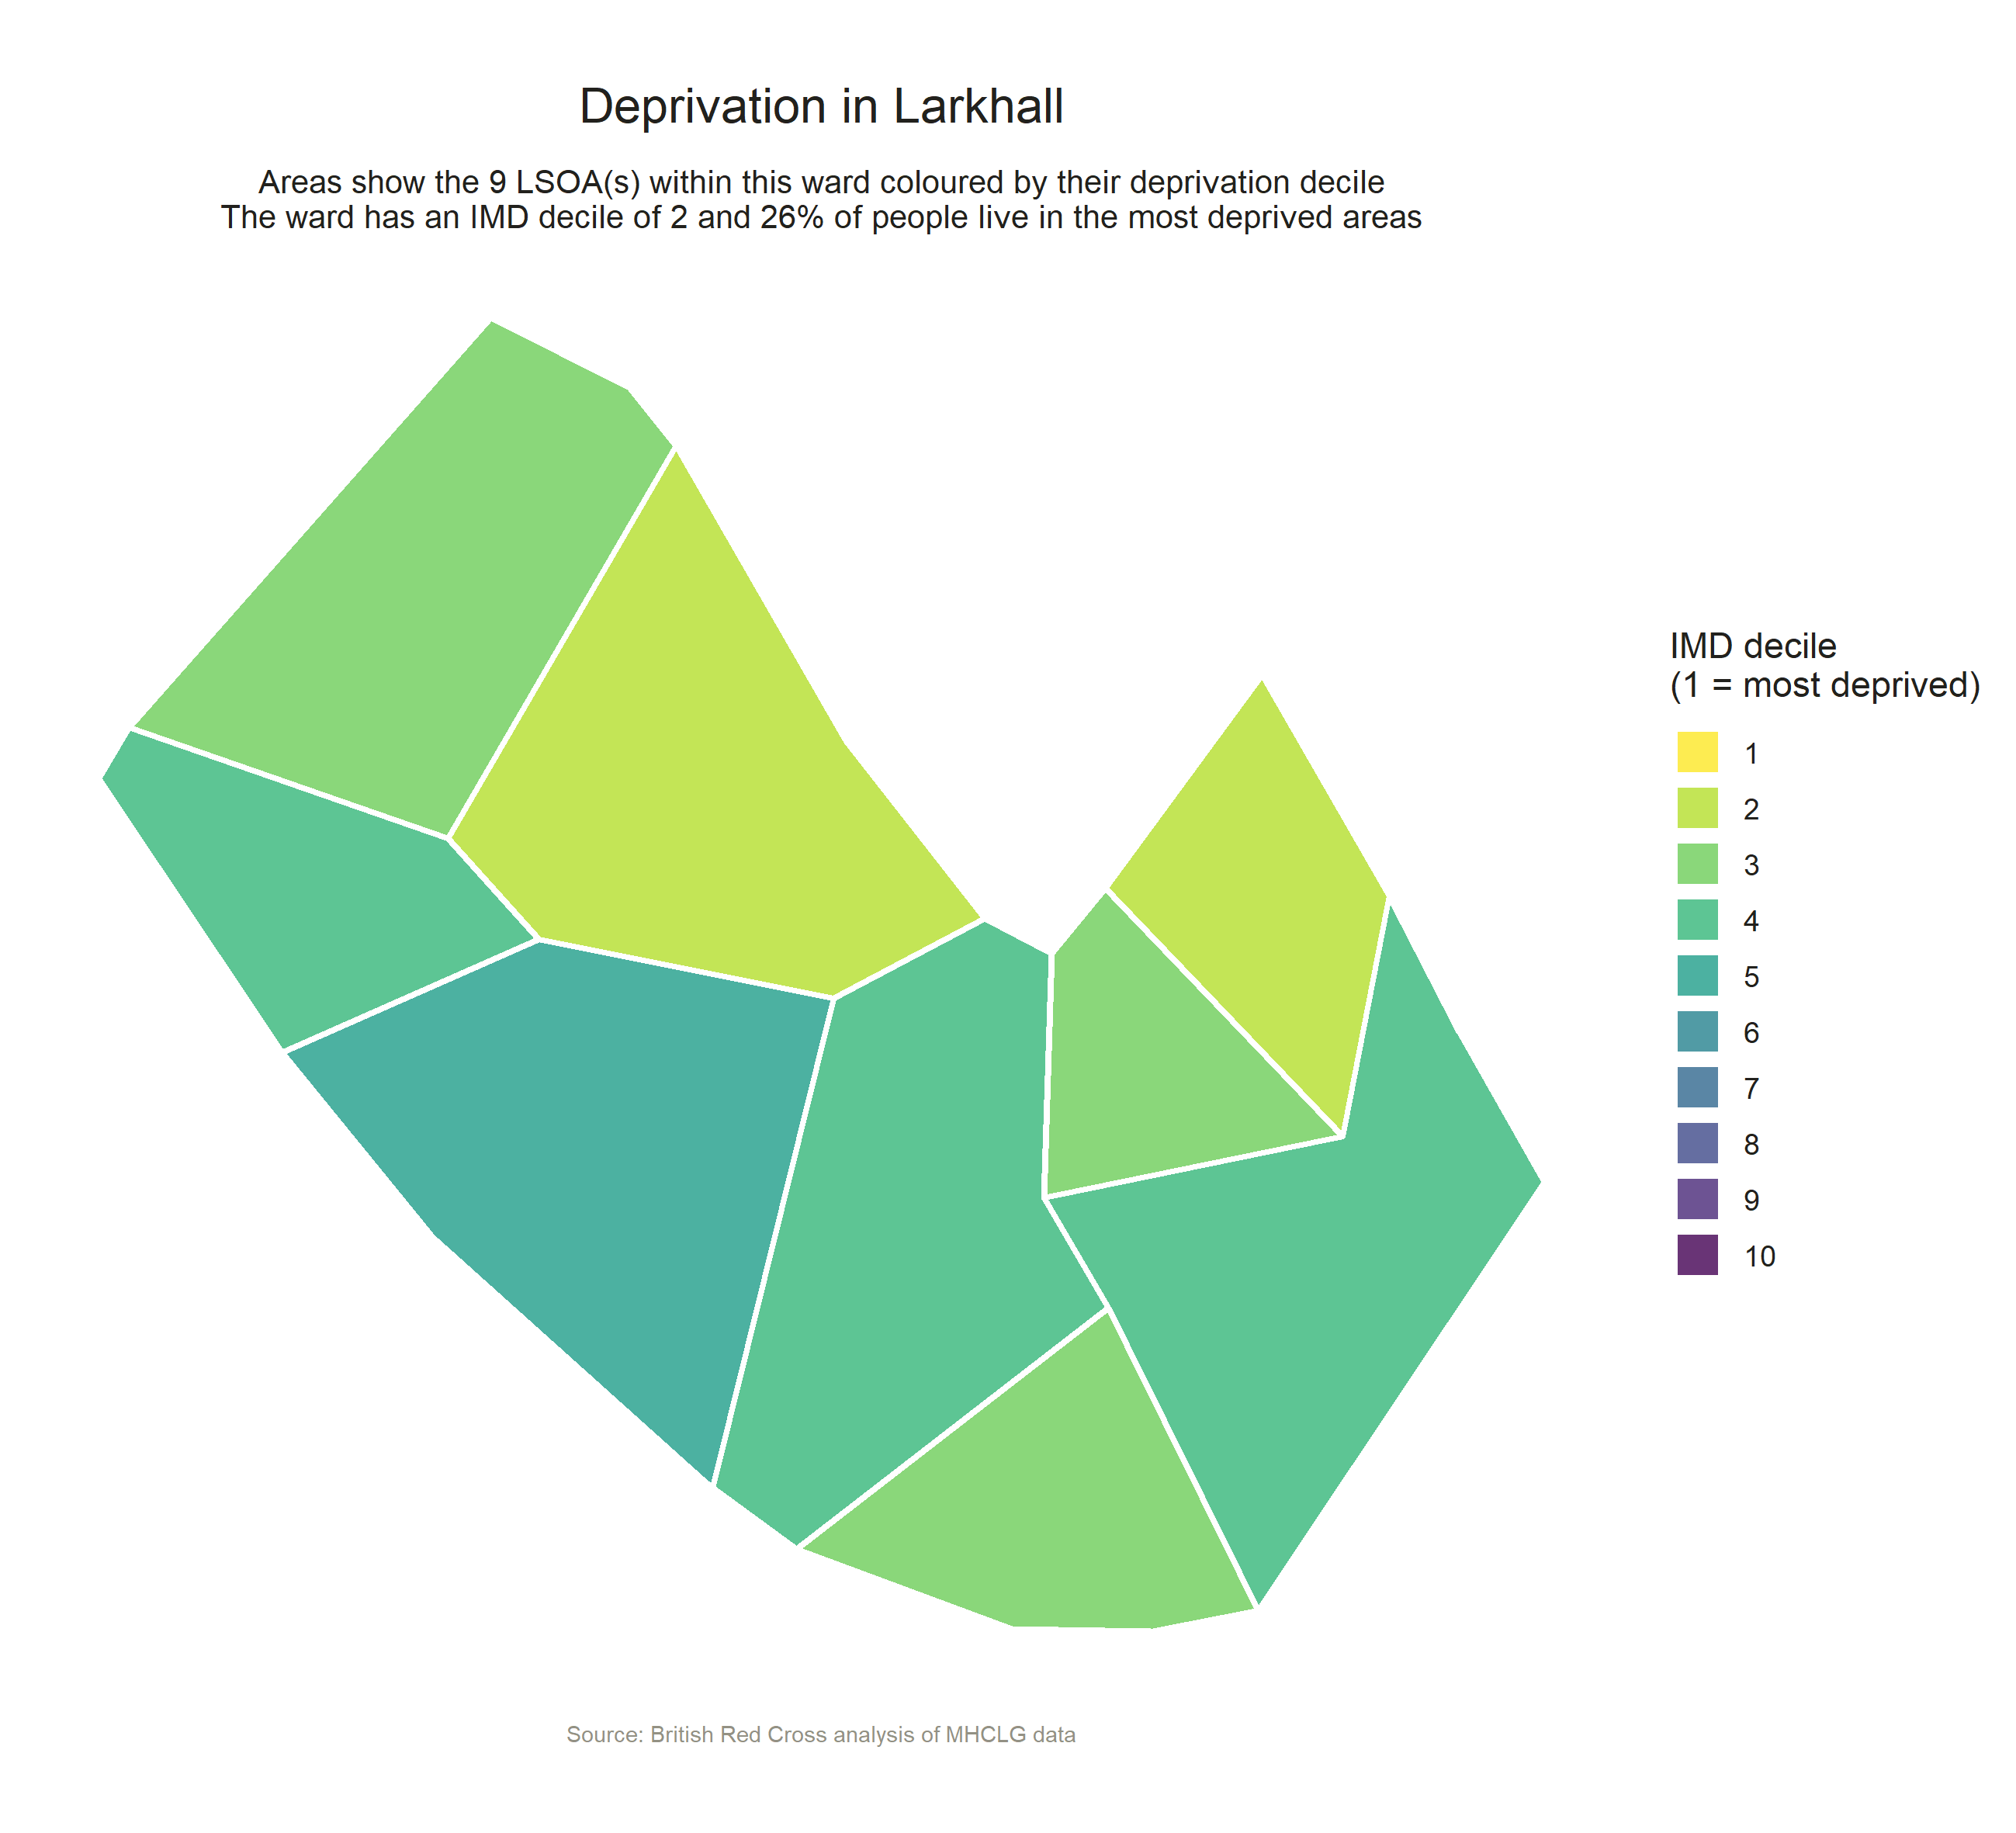 Deprivation in Larkhall
Areas show the 9 LSOA(s) within this ward coloured by their deprivation decile
The ward has an IMD decile of 2 and 26% of people live in the most deprived areas
IMD decile
(1 = most deprived)
1
2
3
4
5
6
7
8
9
10
Source: British Red Cross analysis of MHCLG data